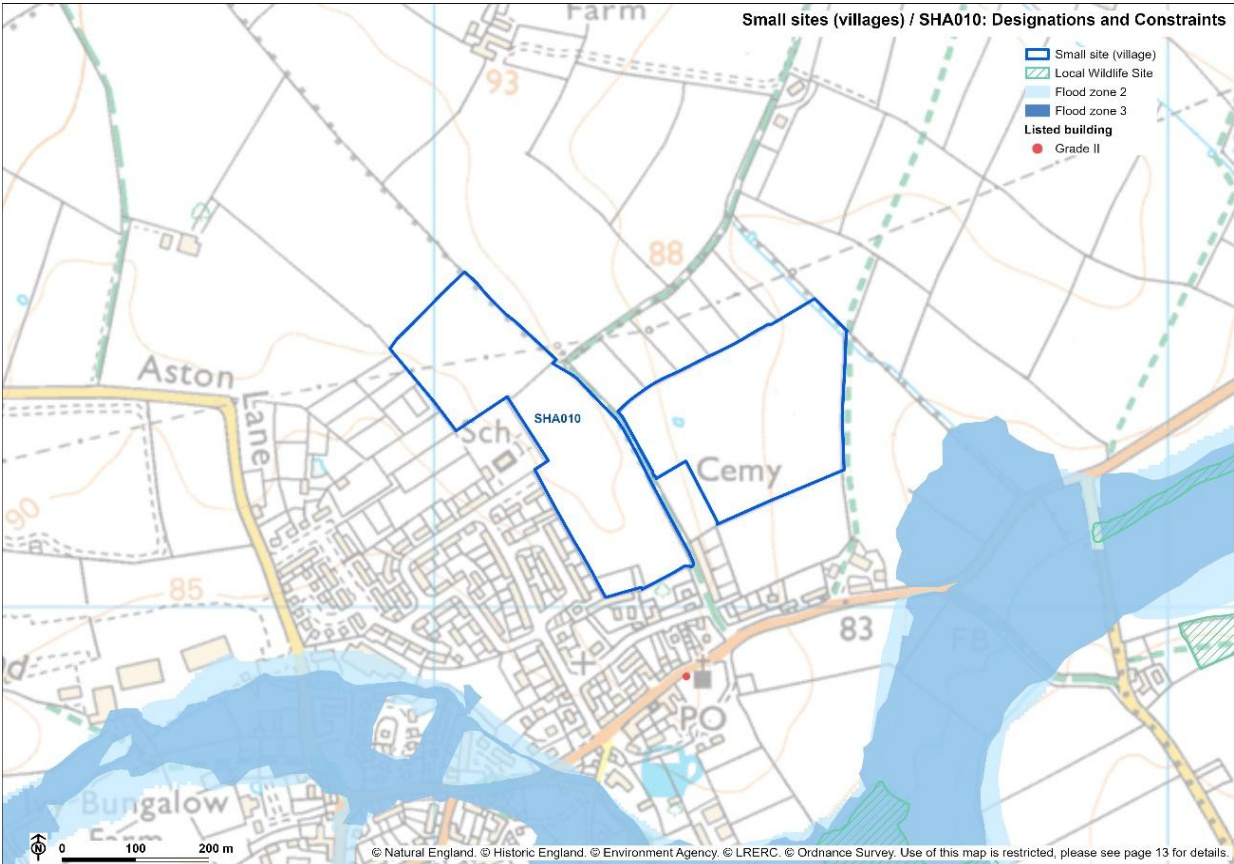 Farm
Small sites (villages) / SHA010: Designations and Constraints
Small site (village)
Local Wildlife Site
Flood zone 2
Flood zone 3
Listed building
Grade II
93
88
Aston
Lane
SHA010
Sch
Cemy
90
85
83
FB
PO
Bungalow
Farm
N
0 100 200 m
© Natural England. © Historic England. © Environment Agency. © LRERC. © Ordnance Survey. Use of this map is restricted, please see page 13 for details.